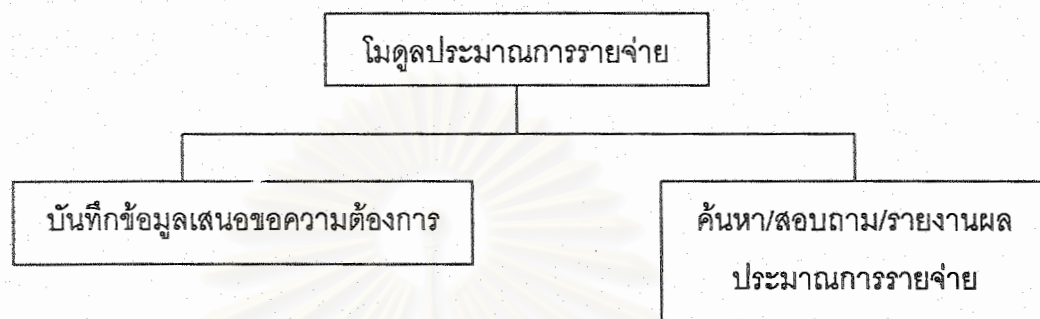 โมดูลประมาณการรายจ่าย
บันทึกข้อมูลเสนอขอความต้องการ
ค้นหา/สอบถาม/รายงานผล
ประมาณการรายจ่าย